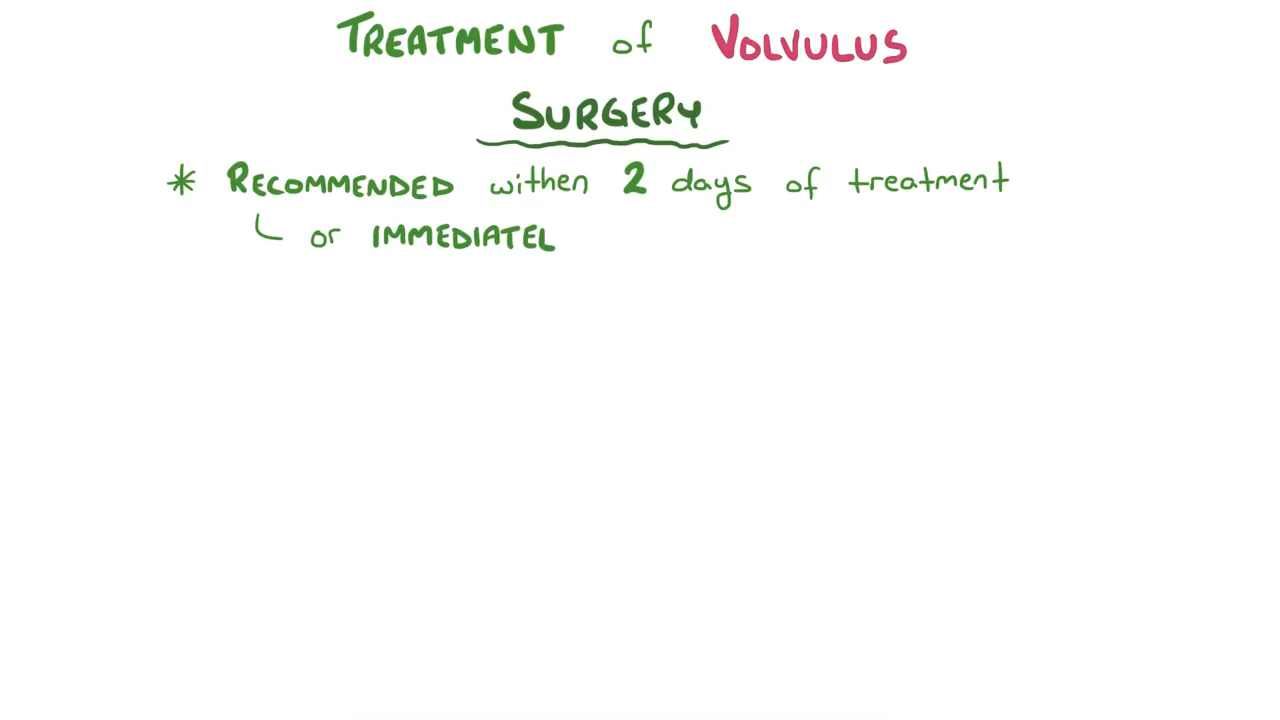 TREATMENT of VOLVULUS
SURGERY
* RECOMMENDED withen 2 days of treatment
or IMMEDIATEL